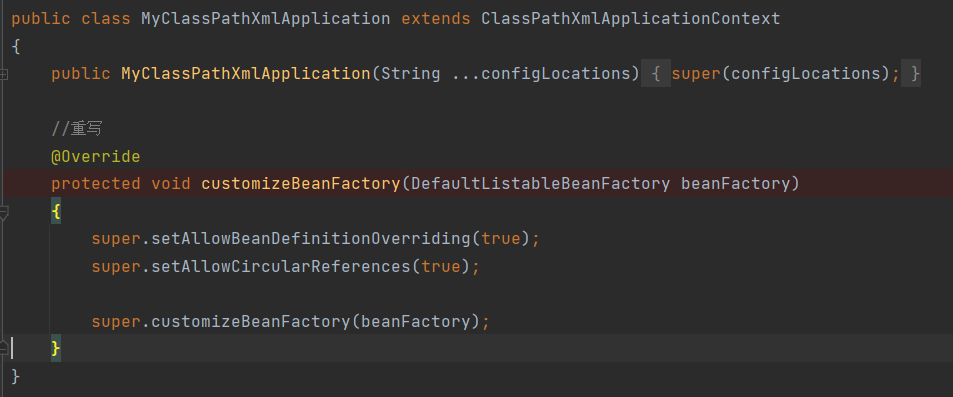 public class MyClassPathXmlApplication extends ClassPathXmlApplicationContext
{
public MyClassPathXmlApplication(String ...configLocations) { super(configLocations); }
//重写
@Override
protected void customizeBeanFactory(DefaultListableBeanFactory beanFactory)
{
super.setAllowBeanDefinitionOverriding(true);
super.setAllowCircularReferences(true);
super.customizeBeanFactory(beanFactory);
}
}